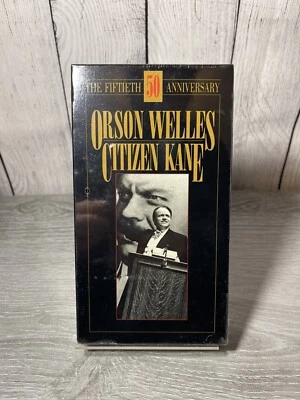 THE FIFTIETH 50 ANNIVERSARY
ORSON WELLES
CITIZEN KANE